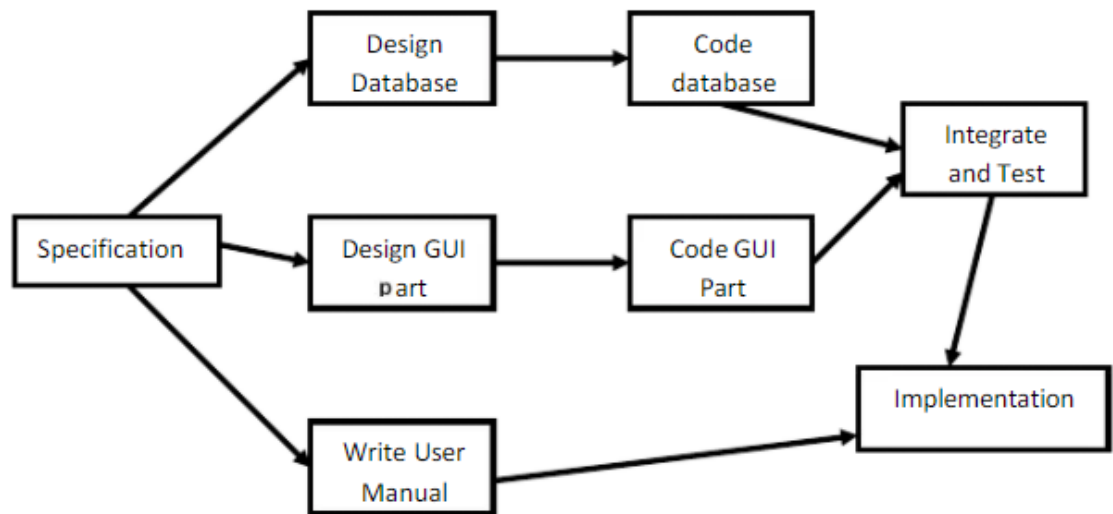 Design
Database
Code
database
Integrate
and Test
Specification
Design GUI
part
Code GUI
Part
Implementation
Write User
Manual